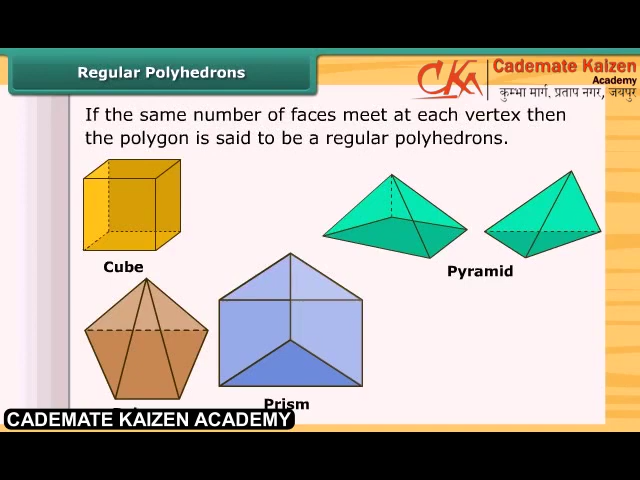 Regular Polyhedrons
CKA
Cademate Kaizen
Academy
कुम्भा मार्ग. प्रताप नगर, जयपुर
If the same number of faces meet at each vertex then
the polygon is said to be a regular polyhedrons.
Cube
Pyramid
Prism
CADEMATE KAIZEN ACADEMY